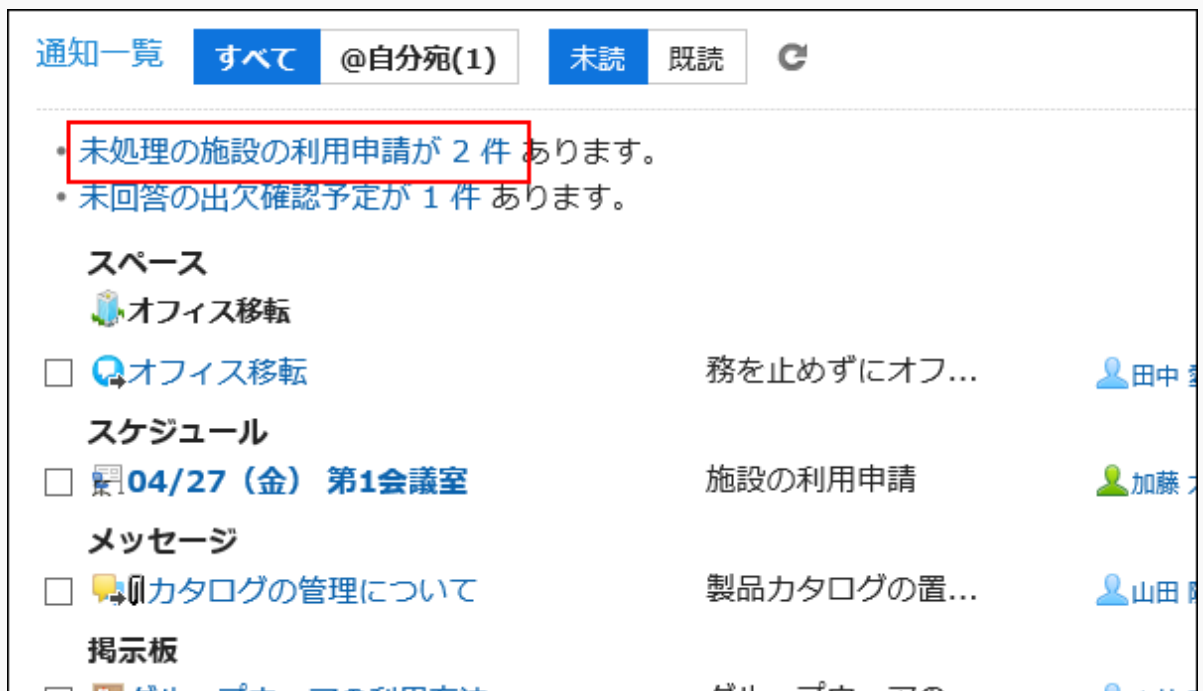 通知一覧 すべて @自分宛(1) 未読 既読
・未処理の施設の利用申請が 2 件 あります。
・未回答の出欠確認予定が 1 件 あります。
スペース
オフィス移転
オフィス移転 務を止めずにオフ... 田中
スケジュール
04/27（金） 第1会議室 施設の利用申請 加藤
メッセージ
カタログの管理について 製品カタログの置... 山田
掲示板